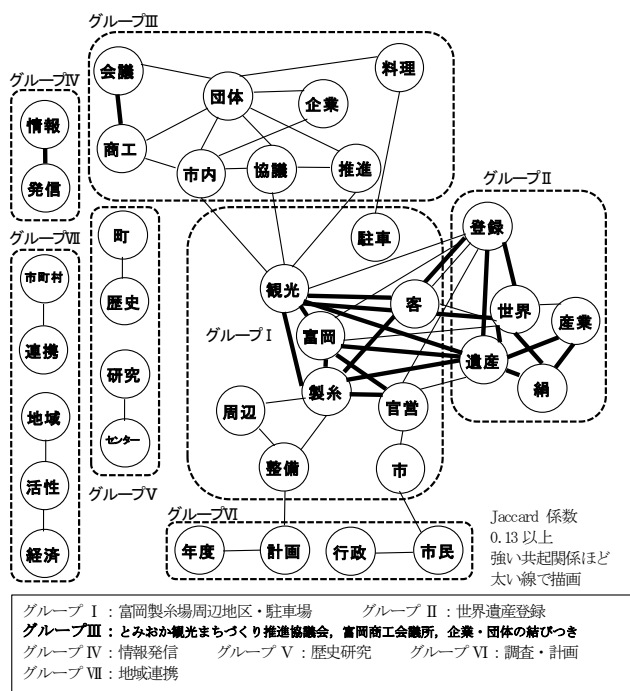 グループⅢ
会議
料理
団体
企業
グループⅣ
情報
発信
商工
市内
協議
推進
グループⅡ
グループⅦ
市町村
連携
地域
活性
経済
町
歴史
研究
センター
グループⅤ
駐車
登録
観光
客
世界
産業
グループⅠ
富岡
遺産
製糸
絹
周辺
官営
整備
市
グループⅥ
年度
計画
行政
市民
Jaccard 係数
0.13 以上
強い共起関係ほど
太い線で描画
グループ Ⅰ：富岡製糸場周辺地区・駐車場 グループ Ⅱ：世界遺産登録
グループⅢ：とみおか観光まちづくり推進協議会，富岡商工会議所，企業・団体の結びつき
グループ Ⅳ：情報発信 グループ Ⅴ：歴史研究 グループ Ⅵ：調査・計画
グループ Ⅶ：地域連携